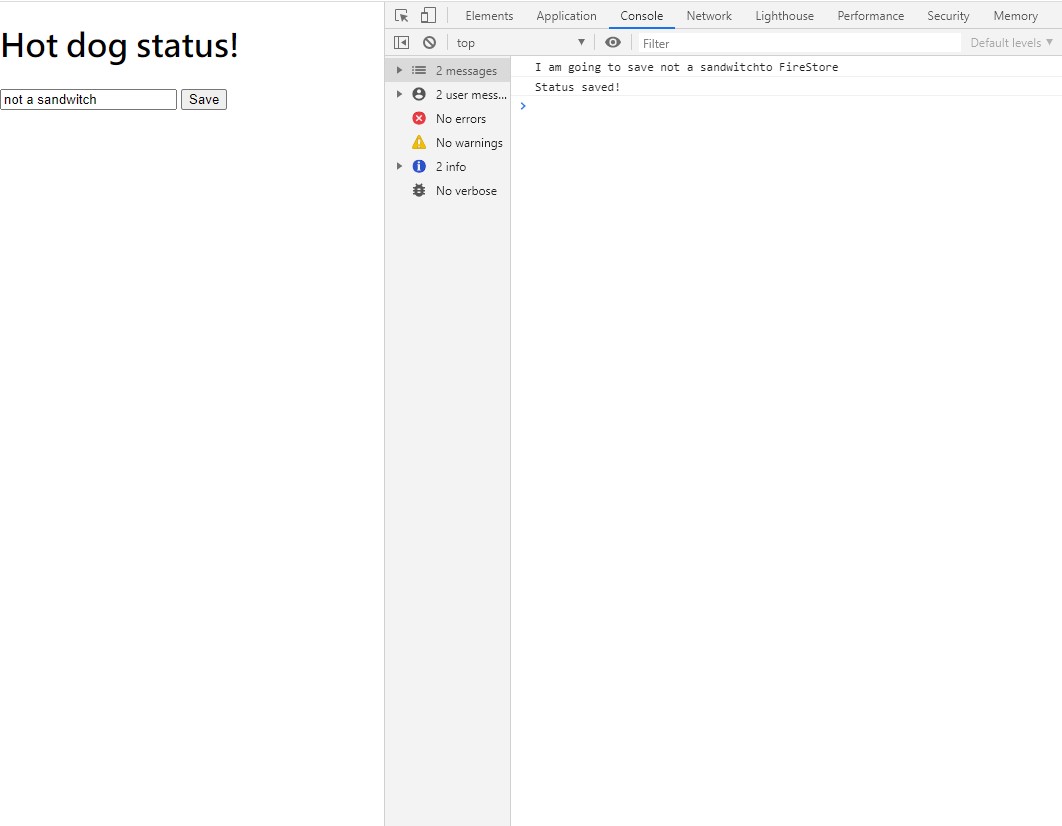 Hot dog status!
not a sandwitch Save
Elements Application Console Network Lighthouse Performance Security Memory
top Filter Default levels
2 messages
2 user mess...
No errors
No warnings
2 info
No verbose
I am going to save not a sandwitchto FireStore
Status saved!